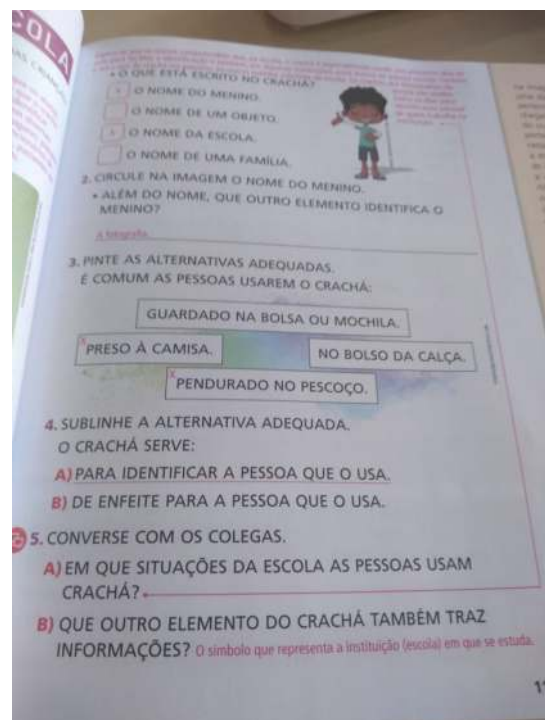 COLA
AS CRIANÇAS
• O QUE ESTÁ ESCRITO NO CRACHÁ?
X O NOME DO MENINO.
O NOME DE UM OBJETO.
X O NOME DA ESCOLA.
O NOME DE UMA FAMÍLIA.
2. CIRCULE NA IMAGEM O NOME DO MENINO.
• ALÉM DO NOME, QUE OUTRO ELEMENTO IDENTIFICA O
MENINO?
A fotografia.
3. PINTE AS ALTERNATIVAS ADEQUADAS.
É COMUM AS PESSOAS USAREM O CRACHÁ:
GUARDADO NA BOLSA OU MOCHILA.
X PRESO À CAMISA.
NO BOLSO DA CALÇA.
X PENDURADO NO PESCOÇO.
4. SUBLINHE A ALTERNATIVA ADEQUADA.
O CRACHÁ SERVE:
A) PARA IDENTIFICAR A PESSOA QUE O USA.
B) DE ENFEITE PARA A PESSOA QUE O USA.
5. CONVERSE COM OS COLEGAS.
A) EM QUE SITUAÇÕES DA ESCOLA AS PESSOAS USAM
CRACHÁ?
B) QUE OUTRO ELEMENTO DO CRACHÁ TAMBÉM TRAZ
INFORMAÇÕES? O símbolo que representa a instituição (escola) em que se estuda.